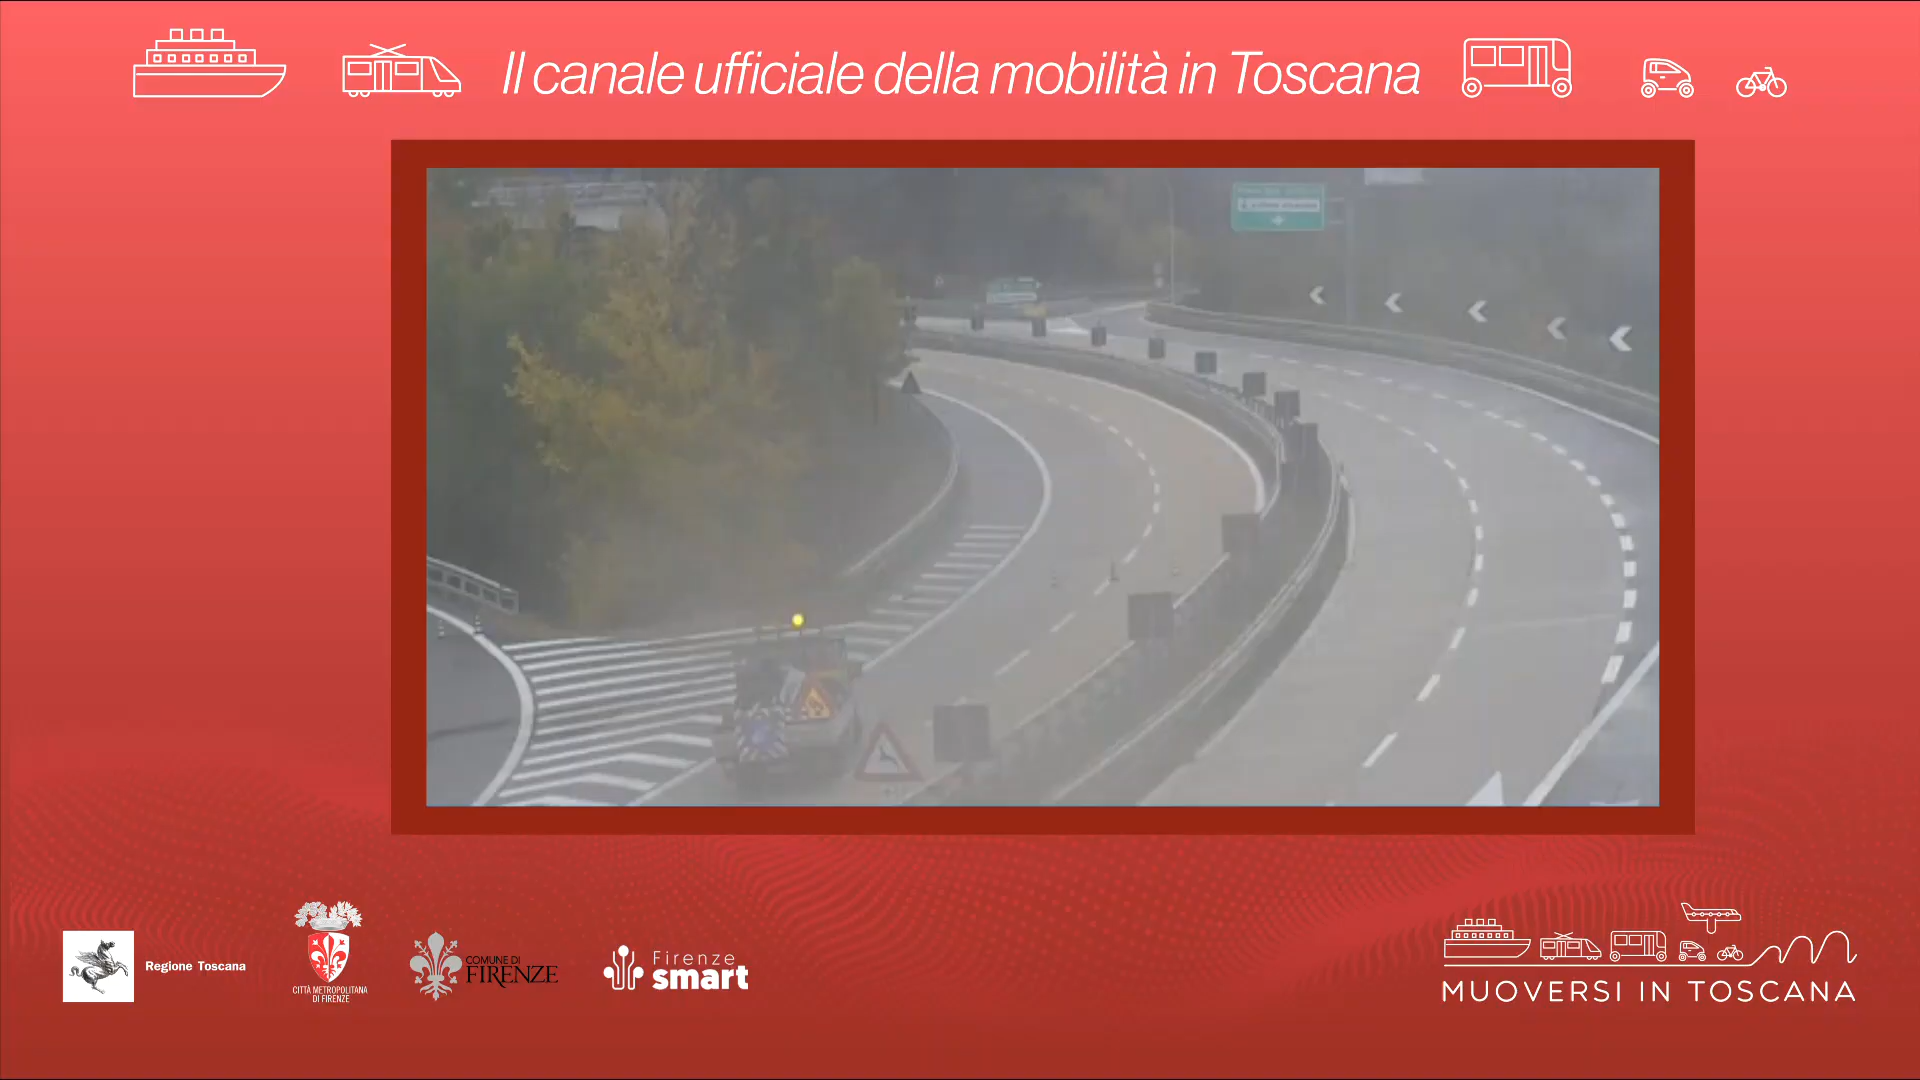 Il canale ufficiale della mobilità in Toscana
Regione Toscana
CITTÀ METROPOLITANA
DI FIRENZE
COMUNE DI
FIRENZE
Firenze
smart
MUOVERSI IN TOSCANA